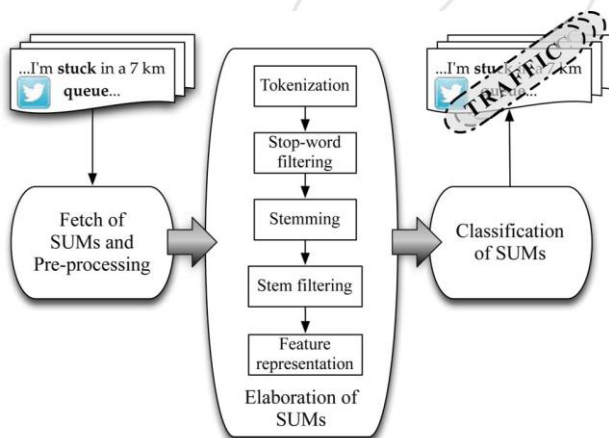 ...I'm stuck in a 7 km
queue...
Fetch of
SUMs and
Pre-processing
Tokenization
Stop-word
filtering
Stemming
Stem filtering
Feature
representation
Elaboration of
SUMs
...I'm stuck in a 7 km
queue...
TRAFFIC
Classification
of SUMs